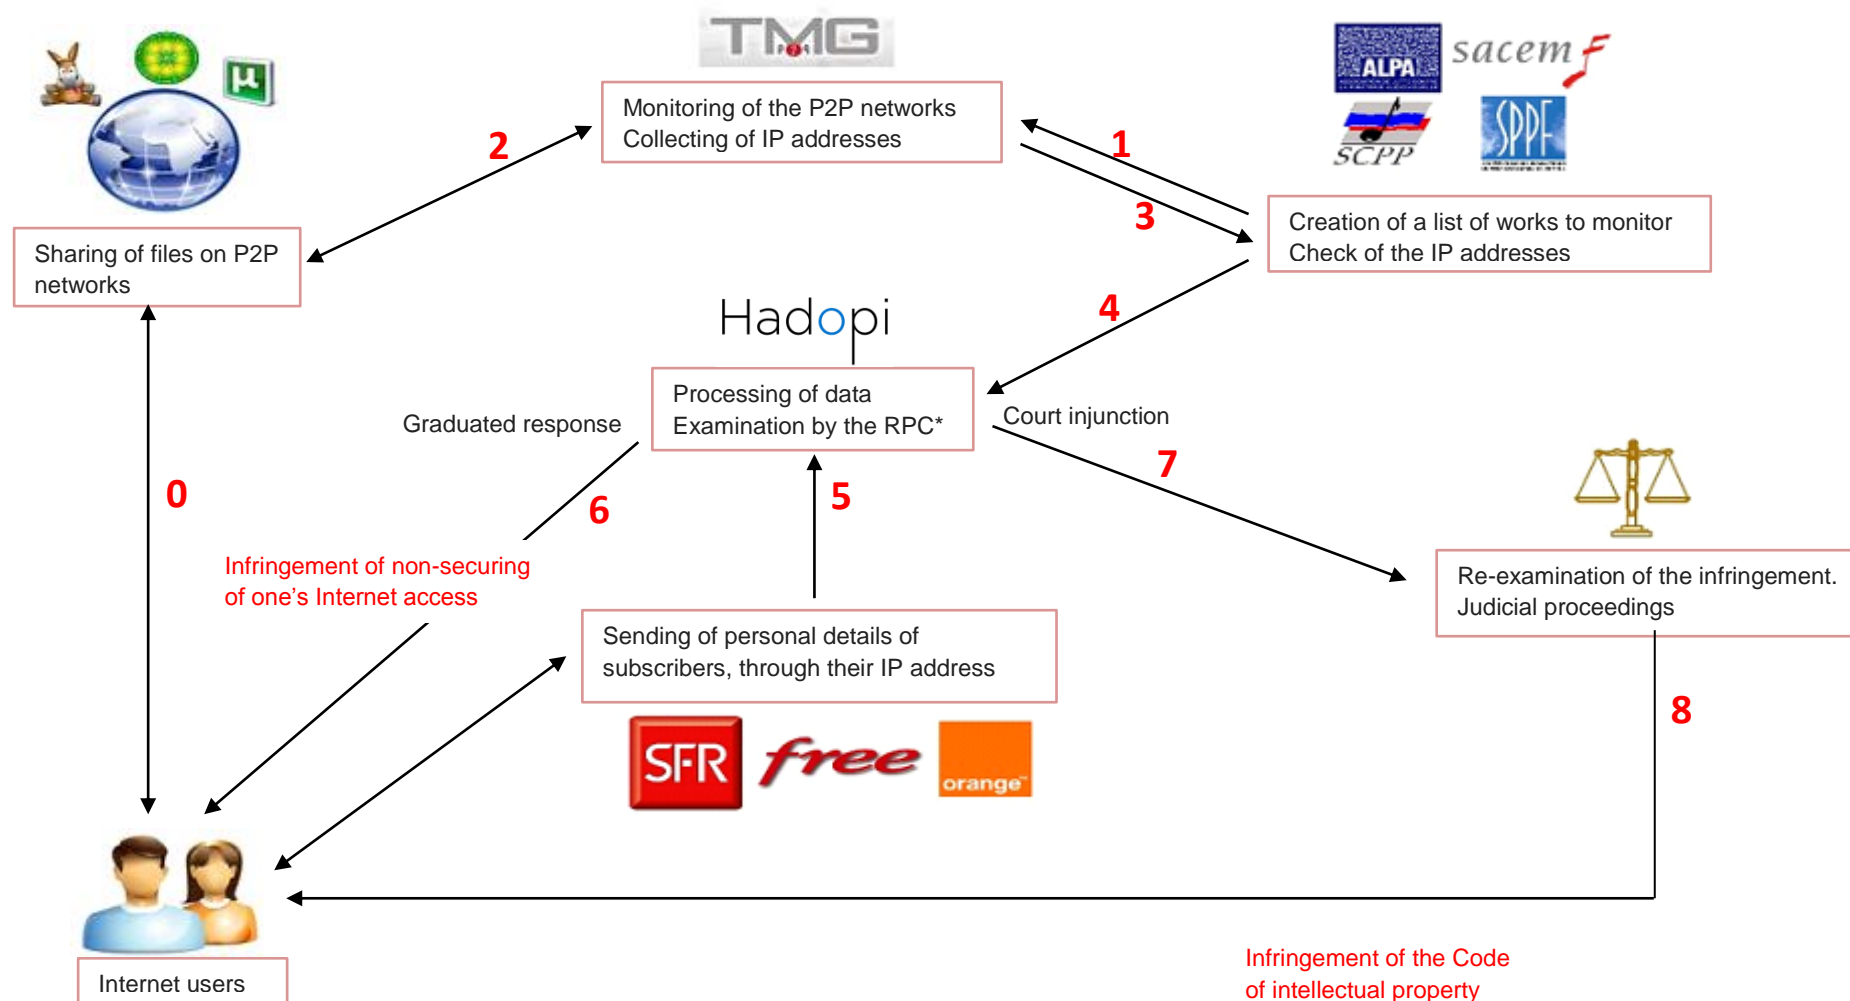 TMG
ALPA
sacem
SCPP
SPPF
µ
Monitoring of the P2P networks
Collecting of IP addresses
2
1
3
Creation of a list of works to monitor
Check of the IP addresses
Sharing of files on P2P
networks
4
Hadopi
Processing of data
Examination by the RPC*
Graduated response
Court injunction
0
6
5
7
Infringement of non-securing
of one’s Internet access
Re-examination of the infringement.
Judicial proceedings
Sending of personal details of
subscribers, through their IP address
8
SFR
free
orange
Internet users
Infringement of the Code
of intellectual property